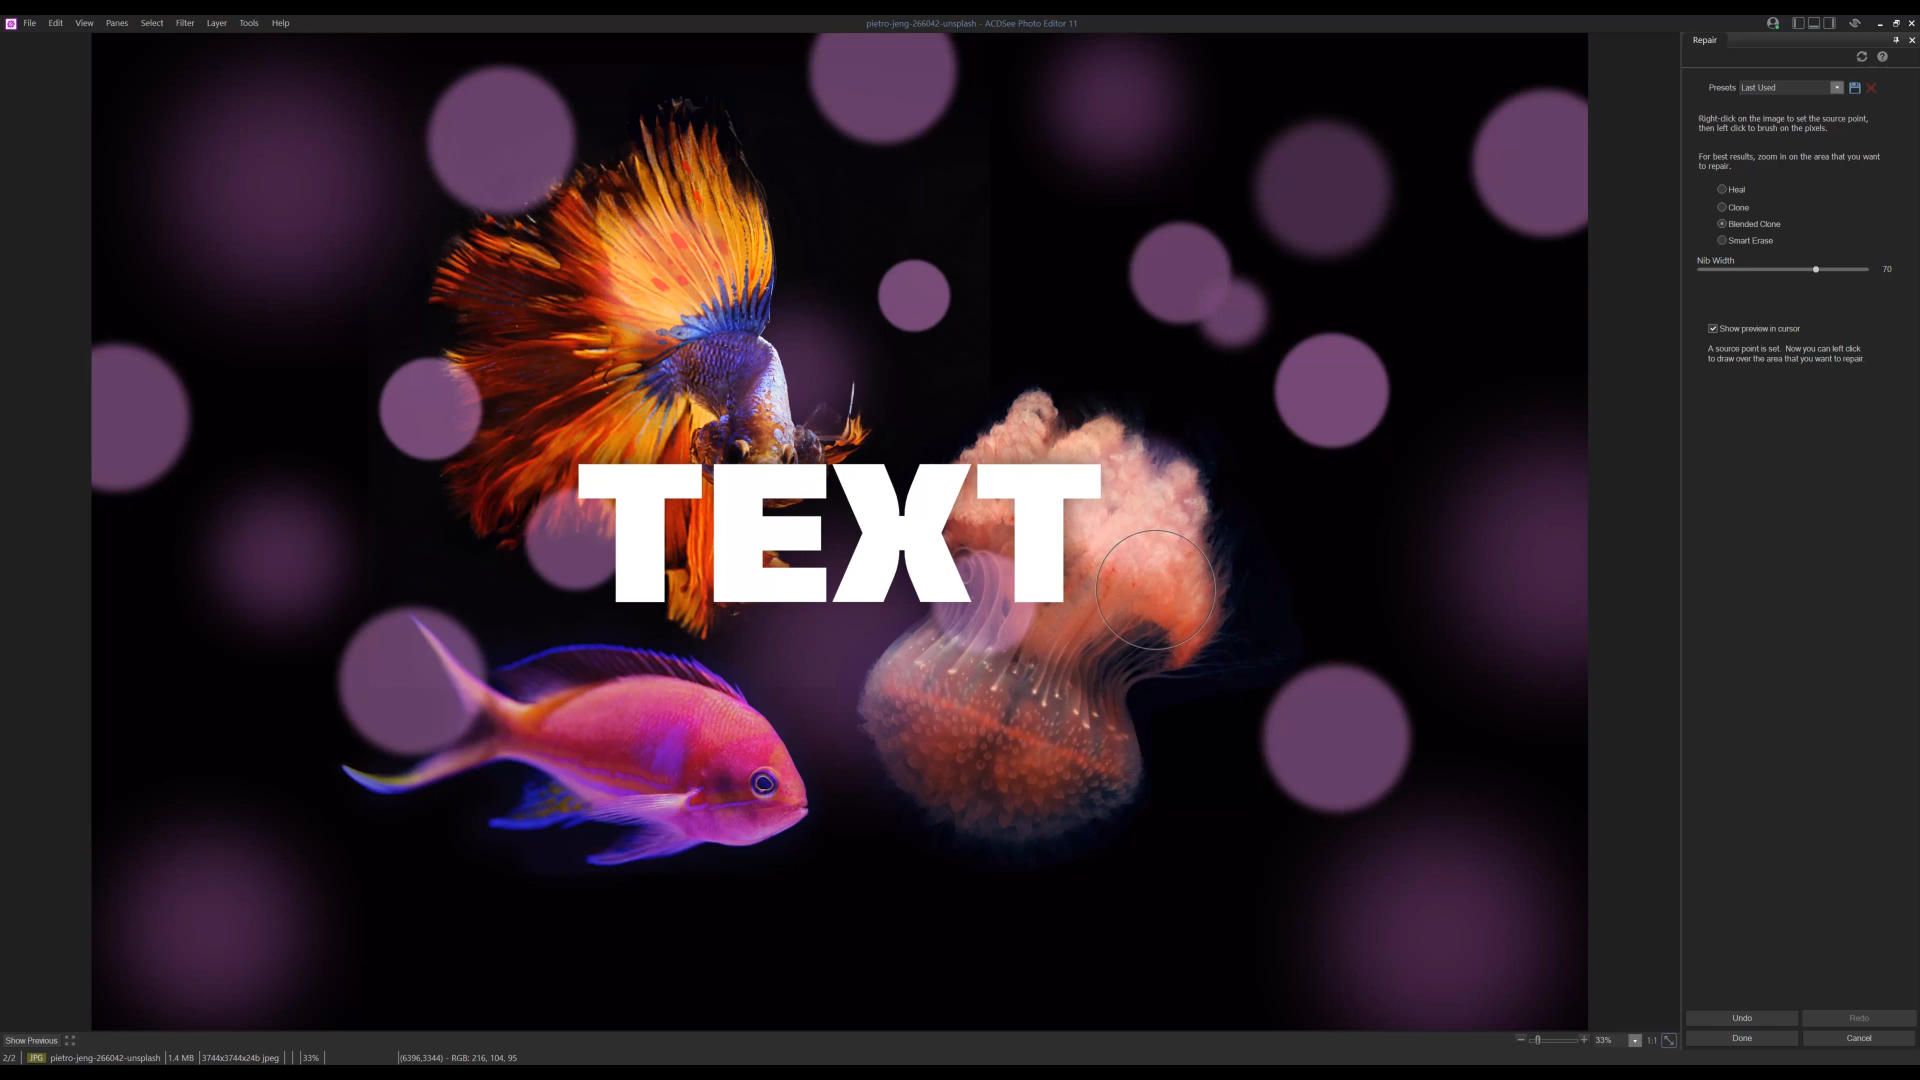 File Edit View Panes Select Filter Layer Tools Help
pietro-jeng-266042-unsplash - ACDSee Photo Editor 11
Repair
Presets Last Used
Right-click on the image to set the source point,
then left click to brush on the pixels.
For best results, zoom in on the area that you want
to repair.
Heal
Clone
Blended Clone
Smart Erase
Nib Width
70
Show preview in cursor
A source point is set. Now you can left click
to draw over the area that you want to repair.
TEXT
Undo Redo
Done Cancel
Show Previous
33% 1:1
2/2 JPG pietro-jeng-266042-unsplash 1.4 MB 3744x3744x24b jpeg 33% (6396,3344) - RGB: 216, 104, 95